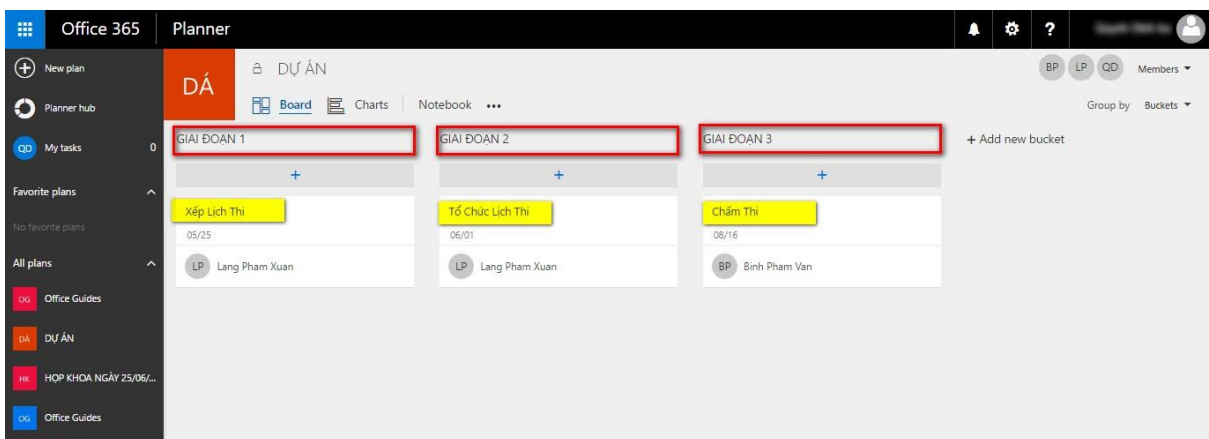 Office 365 Planner ?
New plan
Planner hub
QD My tasks 0
Favorite plans
No favorite plans
All plans
OG Office Guides
DÁ DỰ ÁN
HK HỌP KHOA NGÀY 25/06/...
OG Office Guides
DÁ DỰ ÁN
BP LP QD Members
Board Charts Notebook ...
Group by Buckets
GIAI ĐOẠN 1 GIAI ĐOẠN 2 GIAI ĐOẠN 3 + Add new bucket
+ + +
Xếp Lịch Thi
05/25
LP Lang Pham Xuan
Tổ Chức Lịch Thi
06/01
LP Lang Pham Xuan
Chấm Thi
08/16
BP Binh Pham Van